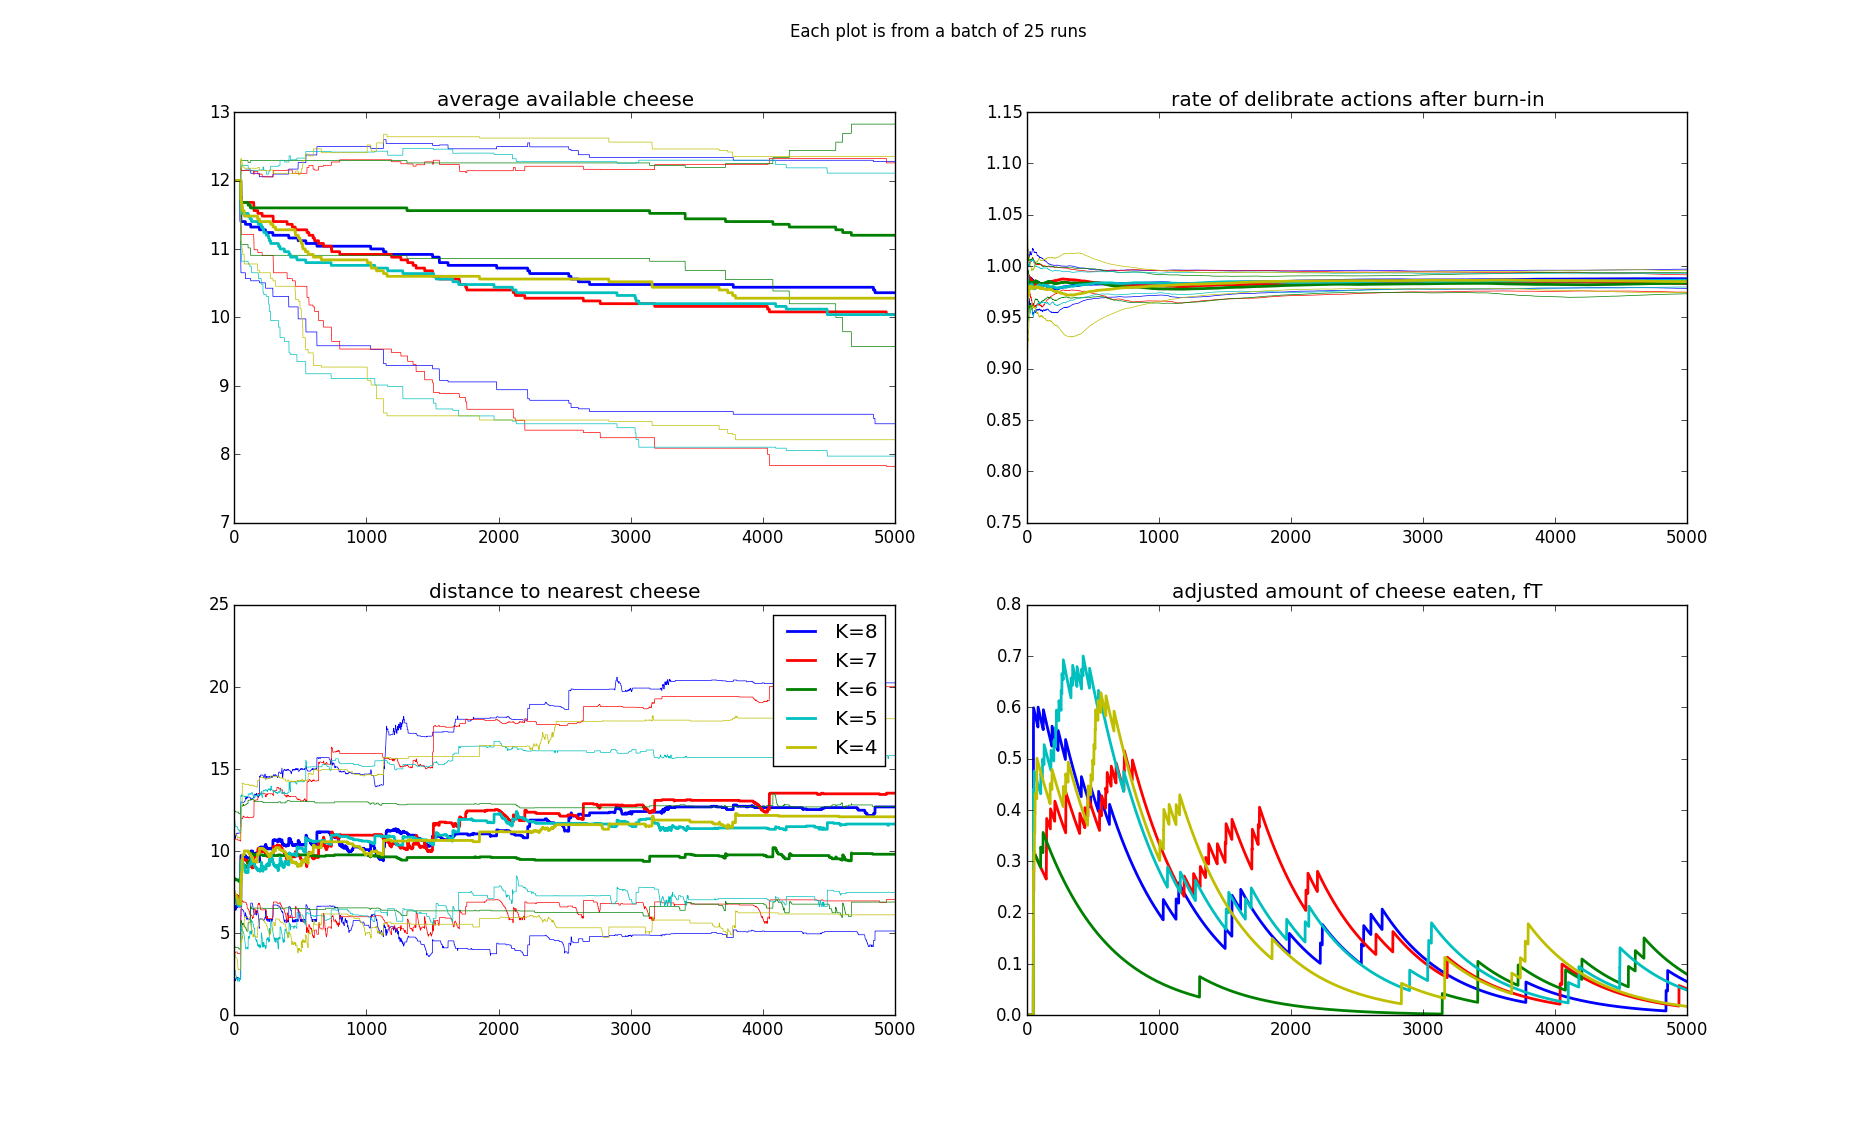 Each plot is from a batch of 25 runs
average available cheese
13
12
11
10
9
8
7
0 1000 2000 3000 4000 5000
rate of delibrate actions after burn-in
1.15
1.10
1.05
1.00
0.95
0.90
0.85
0.80
0.75
0 1000 2000 3000 4000 5000
distance to nearest cheese
25
20
15
10
5
0
0 1000 2000 3000 4000 5000
K=8
K=7
K=6
K=5
K=4
adjusted amount of cheese eaten, fT
0.8
0.7
0.6
0.5
0.4
0.3
0.2
0.1
0.0
0 1000 2000 3000 4000 5000